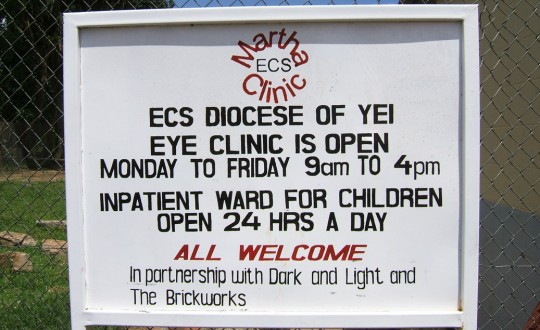 Martha
ECS
Clinic
ECS DIOCESE OF YEI
EYE CLINIC IS OPEN
MONDAY TO FRIDAY 9am TO 4pm
INPATIENT WARD FOR CHILDREN
OPEN 24 HRS A DAY
ALL WELCOME
In partnership with Dark and Light and
The Brickworks